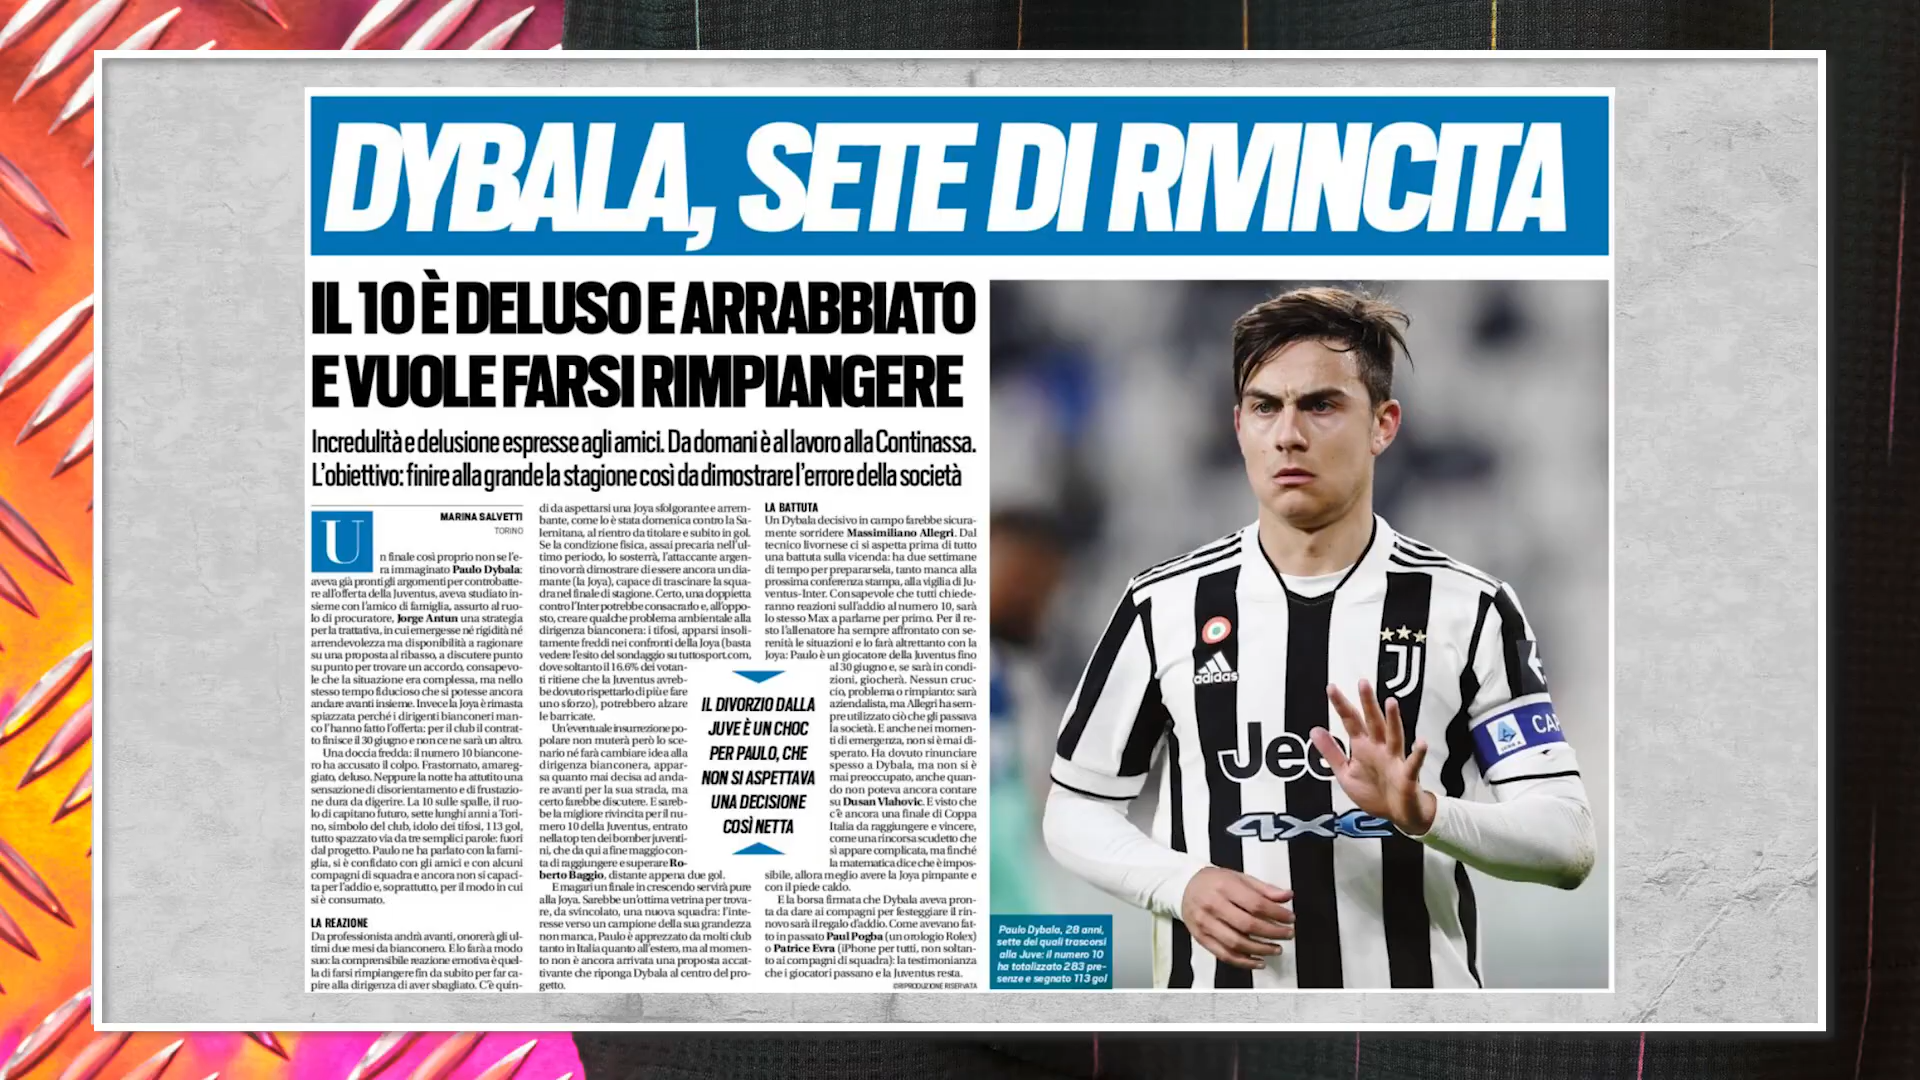 DYBALA, SETE DI RIVINCITA
IL 10 È DELUSO E ARRABBIATO
E VUOLE FARSI RIMPIANGERE
Incredulità e delusione espresse agli amici. Da domani è al lavoro alla Continassa.
L'obiettivo: finire alla grande la stagione così da dimostrare l'errore della società
MARINA SALVETTI
TORINO
U
n finale così proprio non se l'e-
ra immaginato Paulo Dybala:
aveva già pronti gli argomenti per controbatte-
re all'offerta della Juventus, aveva studiato in-
sieme con l'amico di famiglia, assurto al ruo-
lo di procuratore, Jorge Antun una strategia
per la trattativa, in cui emergesse né rigidità né
arrendevolezza ma disponibilità a ragionare
su una proposta al ribasso, a discutere punto
su punto per trovare un accordo, consapevo-
le che la situazione era complessa, ma nello
stesso tempo fiducioso che si potesse ancora
andare avanti insieme. Invece la Joya è rimasta
spiazzata perché i dirigenti bianconeri man-
co l'hanno fatto l'offerta: per il club il contrat-
to finisce il 30 giugno e non ce ne sarà un altro.
Una doccia fredda: il numero 10 biancone-
ro ha accusato il colpo. Frastornato, amareg-
giato, deluso. Neppure la notte ha attutito una
sensazione di disorientamento e di frustazio-
ne dura da digerire. La 10 sulle spalle, il ruo-
lo di capitano futuro, sette lunghi anni a Tori-
no, simbolo del club, idolo dei tifosi, 113 gol,
tutto spazzato via da tre semplici parole: fuori
dal progetto. Paulo ne ha parlato con la fami-
glia, si è confidato con gli amici e con alcuni
compagni di squadra e ancora non si capaci-
ta per l'addio e, soprattutto, per il modo in cui
si è consumato.
LA REAZIONE
Da professionista andrà avanti, onorerà gli ul-
timi due mesi da bianconero. E lo farà a modo
suo: la comprensibile reazione emotiva è quel-
la di farsi rimpiangere fin da subito per far ca-
pire alla dirigenza di aver sbagliato. C'è quin-
di da aspettarsi una Joya sfolgorante e arrem-
bante, come lo è stata domenica contro la Sa-
lernitana, al rientro da titolare e subito in gol.
Se la condizione fisica, assai precaria nell'ul-
timo periodo, lo sosterrà, l'attaccante argen-
tino vorrà dimostrare di essere ancora un dia-
mante (la Joya), capace di trascinare la squa-
dra nel finale di stagione. Certo, una doppietta
contro l'Inter potrebbe consacrarlo e, all'oppo-
sto, creare qualche problema ambientale alla
dirigenza bianconera: i tifosi, apparsi insoli-
tamente freddi nei confronti della Joya (basta
vedere l'esito del sondaggio su tuttosport.com,
dove soltanto il 16.6% dei votan-
ti ritiene che la Juventus avreb-
be dovuto rispettarlo di più e fare
uno sforzo), potrebbero alzare
le barricate.
Un'eventuale insurrezione po-
polare non muterà però lo sce-
nario né farà cambiare idea alla
dirigenza bianconera, appar-
sa quanto mai decisa ad anda-
re avanti per la sua strada, ma
certo farebbe discutere. E sareb-
be la migliore rivincita per il nu-
mero 10 della Juventus, entrato
nella top ten dei bomber juventi-
ni, che da qui a fine maggio con-
ta di raggiungere e superare Ro-
berto Baggio, distante appena due gol.
E magari un finale in crescendo servirà pure
alla Joya. Sarebbe un'ottima vetrina per trova-
re, da svincolato, una nuova squadra: l'inte-
resse verso un campione della sua grandezza
non manca, Paulo è apprezzato da molti club
tanto in Italia quanto all'estero, ma al momen-
to non è ancora arrivata una proposta accat-
tivante che riponga Dybala al centro del pro-
getto.
IL DIVORZIO DALLA
JUVE È UN CHOC
PER PAULO, CHE
NON SI ASPETTAVA
UNA DECISIONE
COSÌ NETTA
LA BATTUTA
Un Dybala decisivo in campo farebbe sicura-
mente sorridere Massimiliano Allegri. Dal
tecnico livornese ci si aspetta prima di tutto
una battuta sulla vicenda: ha due settimane
di tempo per prepararsela, tanto manca alla
prossima conferenza stampa, alla vigilia di Ju-
ventus-Inter. Consapevole che tutti chiede-
ranno reazioni sull'addio al numero 10, sarà
lo stesso Max a parlarne per primo. Per il re-
sto l'allenatore ha sempre affrontato con se-
renità le situazioni e lo farà altrettanto con la
Joya: Paulo è un giocatore della Juventus fino
al 30 giugno e, se sarà in condi-
zioni, giocherà. Nessun cruc-
cio, problema o rimpianto: sarà
aziendalista, ma Allegri ha sem-
pre utilizzato ciò che gli passava
la società. E anche nei momen-
ti di emergenza, non si è mai di-
sperato. Ha dovuto rinunciare
spesso a Dybala, ma non si è
mai preoccupato, anche quan-
do non poteva ancora contare
su Dusan Vlahovic. E visto che
c'è ancora una finale di Coppa
Italia da raggiungere e vincere,
come una rincorsa scudetto che
sì appare complicata, ma finché
la matematica dice che è impos-
sibile, allora meglio avere la Joya pimpante e
con il piede caldo.
E la borsa firmata che Dybala aveva pron-
ta da dare ai compagni per festeggiare il rin-
novo sarà il regalo d'addio. Come avevano fat-
to in passato Paul Pogba (un orologio Rolex)
o Patrice Evra (iPhone per tutti, non soltan-
to ai compagni di squadra): la testimonianza
che i giocatori passano e la Juventus resta.
©RIPRODUZIONE RISERVATA
adidas
JJ
Jee
4xe
CAP
Paulo Dybala, 28 anni,
sette dei quali trascorsi
alla Juve: il numero 10
ha totalizzato 283 pre-
senze e segnato 113 gol